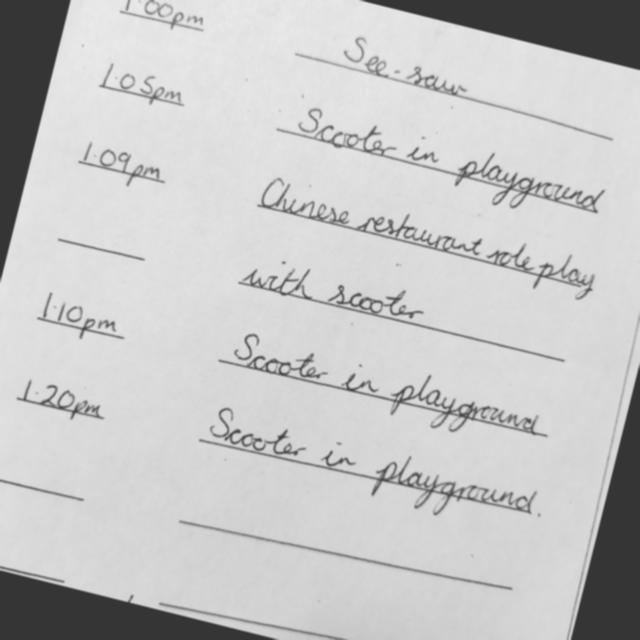 1.00pm See-saw
1.05pm Scooter in playground
1.09pm Chinese restaurant role play
with scooter
1.10pm Scooter in playground
1.20pm Scooter in playground.